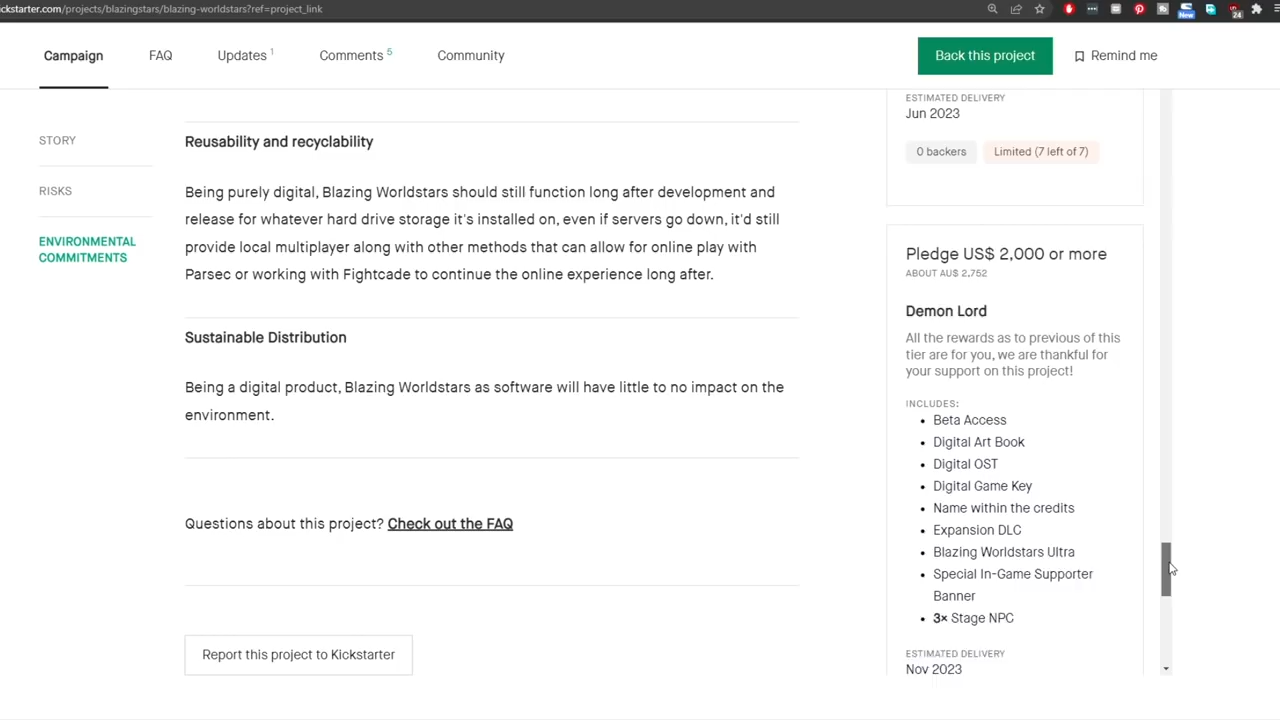 kickstarter.com/projects/blazingstars/blazing-worldstars?ref=project_link
New
24
Campaign
FAQ
Updates 1
Comments 5
Community
Back this project
Remind me
STORY
RISKS
ENVIRONMENTAL
COMMITMENTS
Reusability and recyclability
Being purely digital, Blazing Worldstars should still function long after development and
release for whatever hard drive storage it's installed on, even if servers go down, it'd still
provide local multiplayer along with other methods that can allow for online play with
Parsec or working with Fightcade to continue the online experience long after.
Sustainable Distribution
Being a digital product, Blazing Worldstars as software will have little to no impact on the
environment.
Questions about this project? Check out the FAQ
Report this project to Kickstarter
ESTIMATED DELIVERY
Jun 2023
0 backers
Limited (7 left of 7)
Pledge US$ 2,000 or more
ABOUT AU$ 2,752
Demon Lord
All the rewards as to previous of this
tier are for you, we are thankful for
your support on this project!
INCLUDES:
• Beta Access
• Digital Art Book
• Digital OST
• Digital Game Key
• Name within the credits
• Expansion DLC
• Blazing Worldstars Ultra
• Special In-Game Supporter
Banner
• 3× Stage NPC
ESTIMATED DELIVERY
Nov 2023